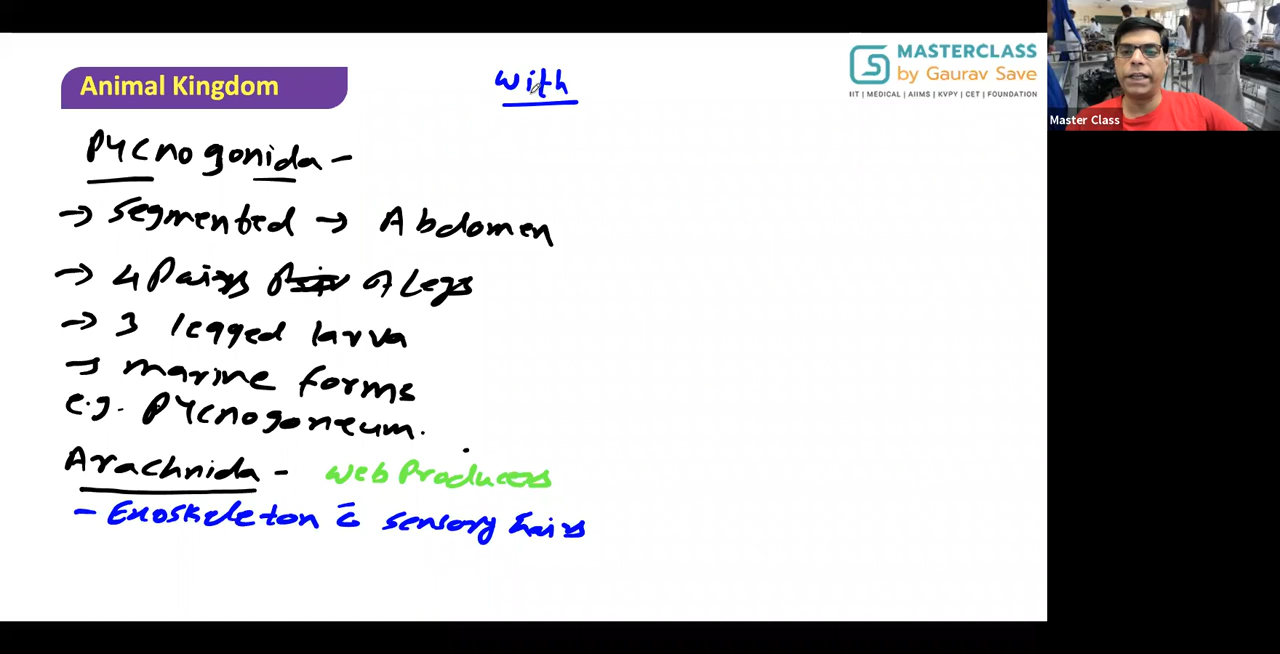 Animal Kingdom
with
MASTERCLASS
by Gaurav Save
IIT | MEDICAL | AIIMS | KVPY | CET | FOUNDATION
Master Class
PYCnogonida -
→ Segmented → Abdomen
→ 4 Pairs of Legs
→ 3 legged larva
→ marine forms
e.g. PYCnogoneum.
Arachnida - web Producers
- Exoskeleton c̄ sensory hairs